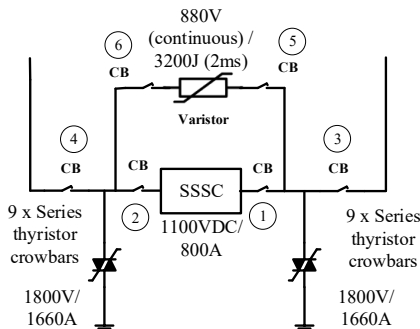 880V
(continuous) /
3200J (2ms)
6
5
CB
CB
Varistor
4
3
CB
CB
CB
CB
SSSC
2
1
1100VDC/
800A
9 x Series
thyristor
crowbars
9 x Series
thyristor
crowbars
1800V/
1660A
1800V/
1660A